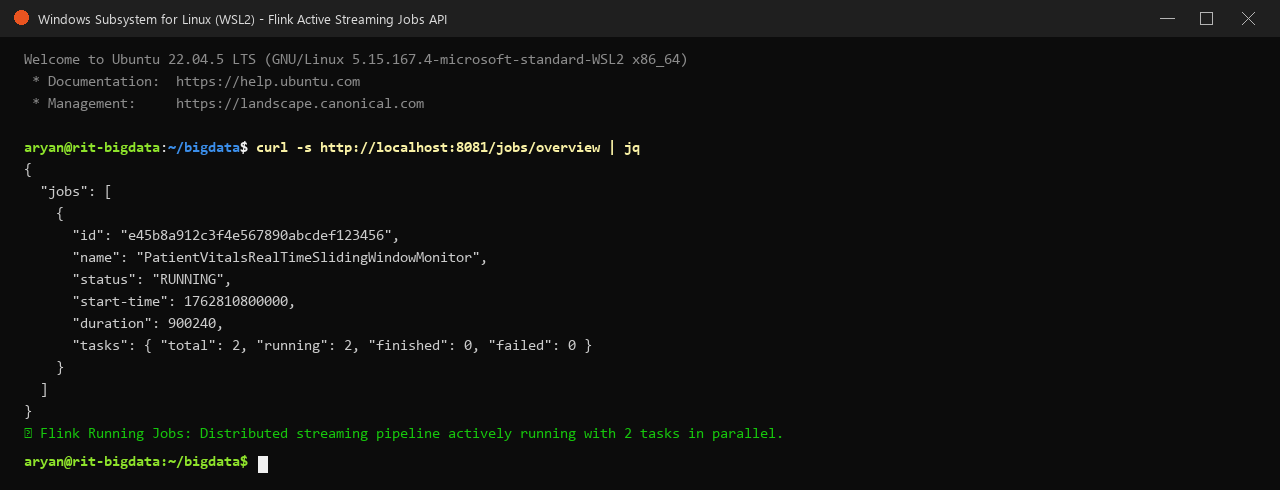 Windows Subsystem for Linux (WSL2) - Flink Active Streaming Jobs API
Welcome to Ubuntu 22.04.5 LTS (GNU/Linux 5.15.167.4-microsoft-standard-WSL2 x86_64)
 * Documentation:  https://help.ubuntu.com
 * Management:     https://landscape.canonical.com
aryan@rit-bigdata:~/bigdata$ curl -s http://localhost:8081/jobs/overview | jq
{
  "jobs": [
    {
      "id": "e45b8a912c3f4e567890abcdef123456",
      "name": "PatientVitalsRealTimeSlidingWindowMonitor",
      "status": "RUNNING",
      "start-time": 1762810800000,
      "duration": 900240,
      "tasks": { "total": 2, "running": 2, "finished": 0, "failed": 0 }
    }
  ]
}
Flink Running Jobs: Distributed streaming pipeline actively running with 2 tasks in parallel.
aryan@rit-bigdata:~/bigdata$